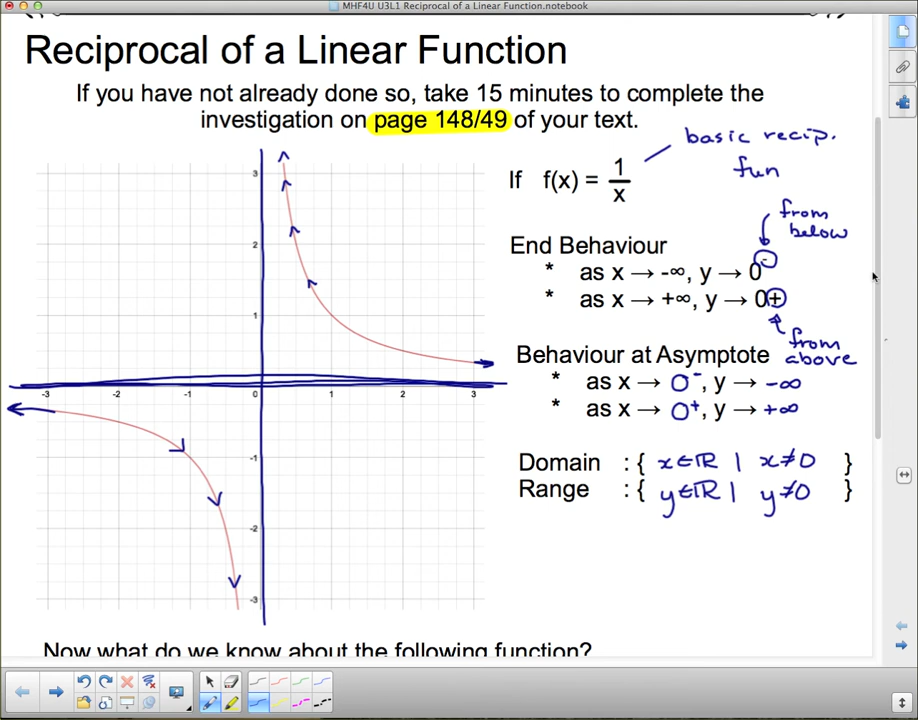 MHF4U U3L1 Reciprocal of a Linear Function.notebook
Reciprocal of a Linear Function
If you have not already done so, take 15 minutes to complete the
investigation on page 148/49 of your text.
basic recip.
fun
If f(x) = 1/x
from
below
End Behaviour
* as x → -∞, y → 0⁻
* as x → +∞, y → 0+
from
above
Behaviour at Asymptote
* as x → 0⁻, y → -∞
* as x → 0⁺, y → +∞
Domain : { x∈ℝ | x≠0 }
Range : { y∈ℝ | y≠0 }
3
2
1
-3 -2 -1 0 1 2 3
-1
-2
-3
Now what do we know about the following function?